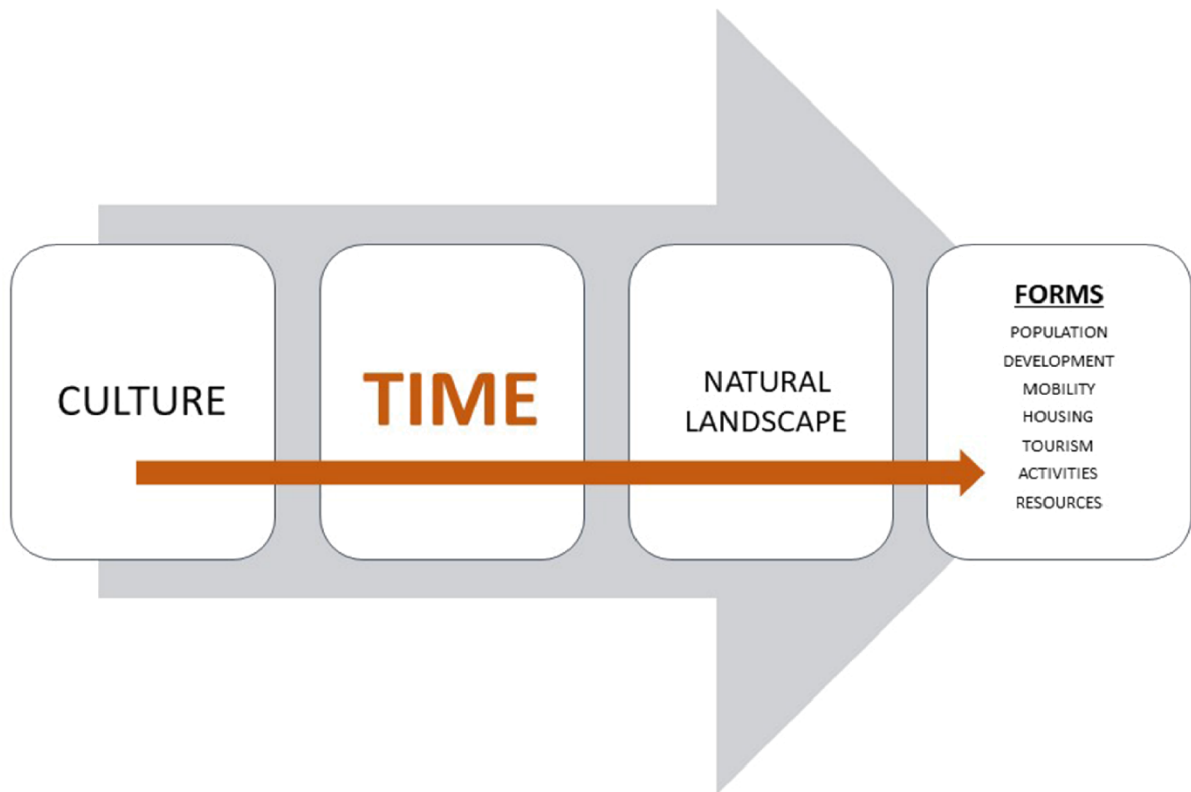 CULTURE
TIME
NATURAL
LANDSCAPE
FORMS
POPULATION
DEVELOPMENT
MOBILITY
HOUSING
TOURISM
ACTIVITIES
RESOURCES